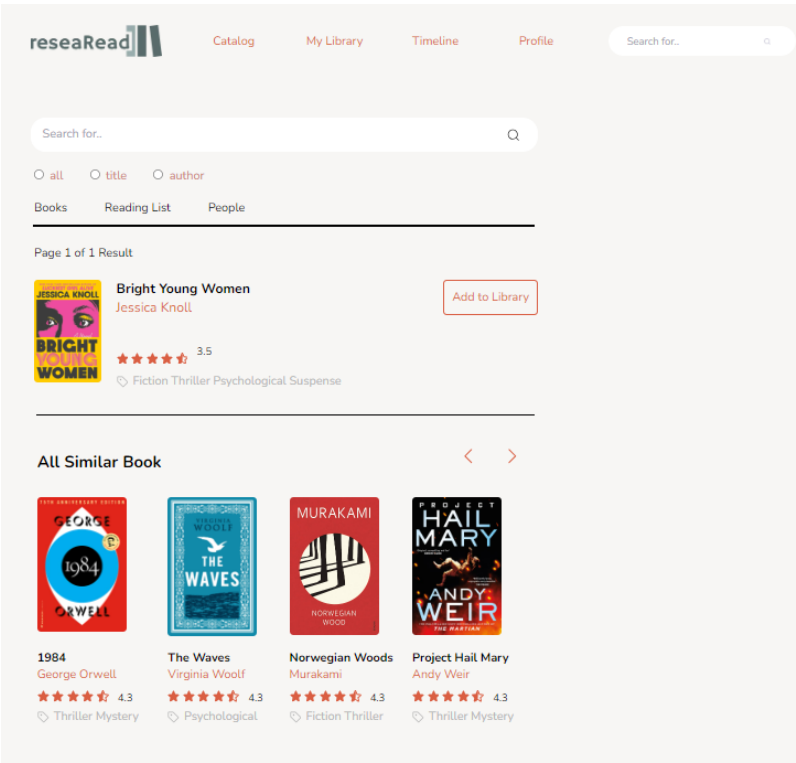 reseaRead
Catalog
My Library
Timeline
Profile
Search for..
Search for..
all
title
author
Books
Reading List
People
Page 1 of 1 Result
JESSICA KNOLL
BRIGHT
YOUNG
WOMEN
Bright Young Women
Jessica Knoll
Add to Library
3.5
Fiction Thriller Psychological Suspense
All Similar Book
75TH ANNIVERSARY EDITION
GEORGE
1984
ORWELL
VIRGINIA
WOOLF
THE
WAVES
MURAKAMI
NORWEGIAN
WOOD
PROJECT
HAIL
MARY
ANDY
WEIR
THE MARTIAN
1984
George Orwell
4.3
Thriller Mystery
The Waves
Virginia Woolf
4.3
Psychological
Norwegian Woods
Murakami
4.3
Fiction Thriller
Project Hail Mary
Andy Weir
4.3
Thriller Mystery